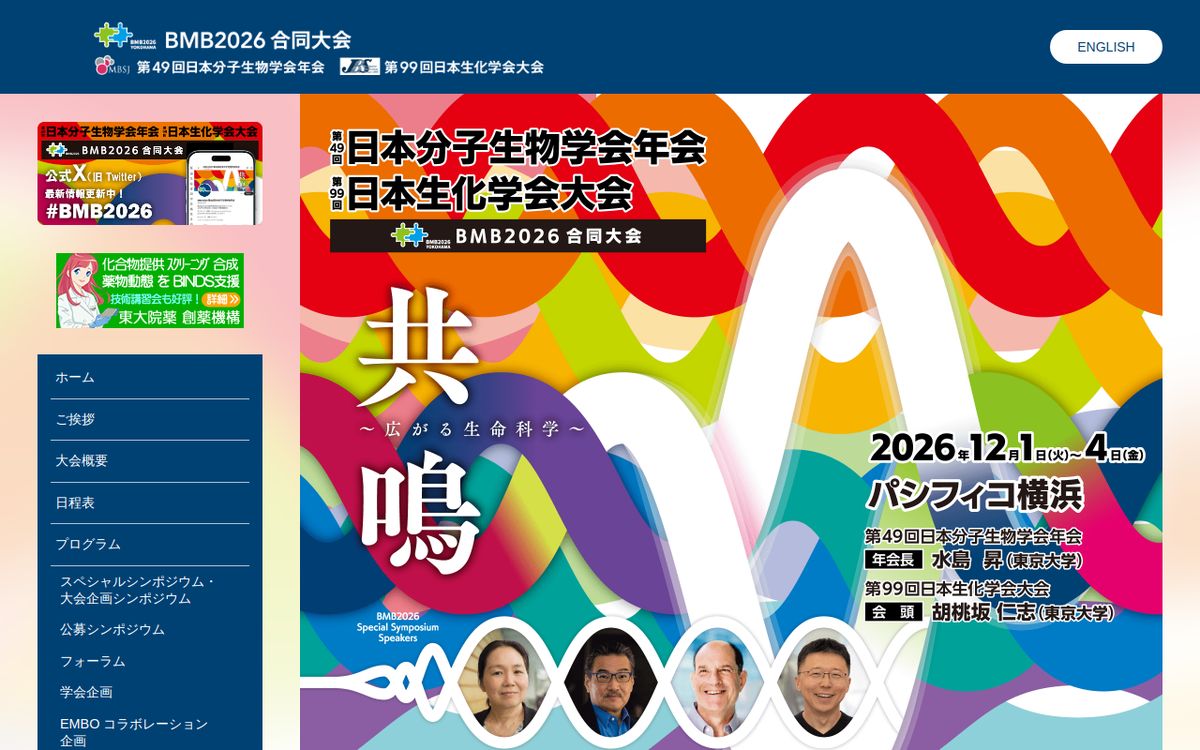 BMB2026 YOKOHAMA BMB2026 合同大会
MBSJ 第49回日本分子生物学会年会 JBS 第99回日本生化学会大会
ENGLISH
第49回 日本分子生物学会年会 第99回 日本生化学会大会
BMB2026 合同大会
公式X(旧 Twitter)
最新情報更新中！
#BMB2026
化合物提供 スクリーニング 合成
薬物動態 を BINDS支援
技術講習会も好評！ 詳細
東大院薬 創薬機構
ホーム
ご挨拶
大会概要
日程表
プログラム
スペシャルシンポジウム・
大会企画シンポジウム
公募シンポジウム
フォーラム
学会企画
EMBO コラボレーション
企画
第49回 日本分子生物学会年会
第99回 日本生化学会大会
BMB2026 YOKOHAMA BMB2026 合同大会
共
～広がる生命科学～
鳴
2026年12月1日(火)～4日(金)
パシフィコ横浜
第49回日本分子生物学会年会
年会長 水島 昇(東京大学)
第99回日本生化学会大会
会 頭 胡桃坂 仁志(東京大学)
BMB2026
Special Symposium
Speakers